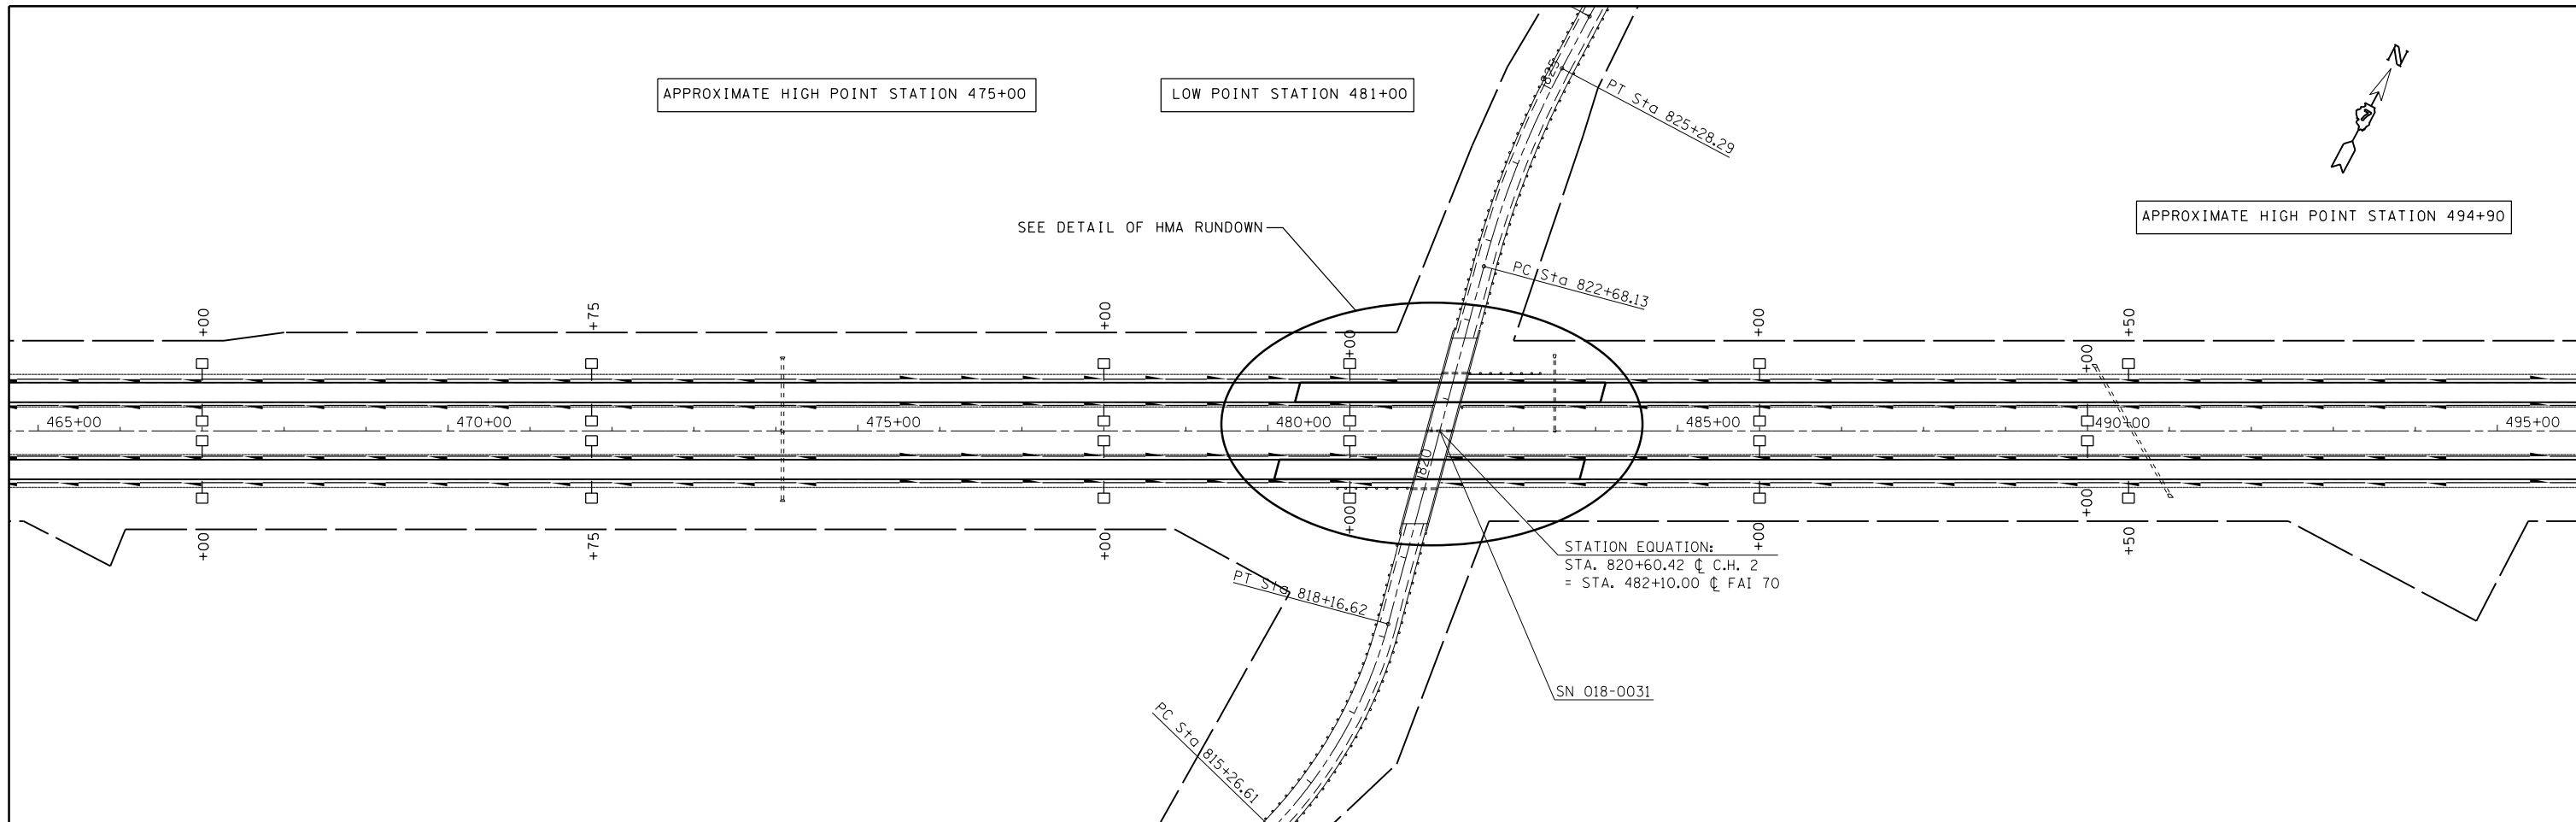 APPROXIMATE HIGH POINT STATION 475+00
LOW POINT STATION 481+00
N
825
PT Sta 825+28.29
APPROXIMATE HIGH POINT STATION 494+90
SEE DETAIL OF HMA RUNDOWN
PC Sta 822+68.13
+00
+75
+00
+00
+00
+50
+00
465+00
470+00
475+00
480+00
485+00
490+00
495+00
820
+00
+75
+00
+00
+00
+00
+50
STATION EQUATION:
STA. 820+60.42 ℄ C.H. 2
= STA. 482+10.00 ℄ FAI 70
PT Sta 818+16.62
SN 018-0031
PC Sta 815+26.61